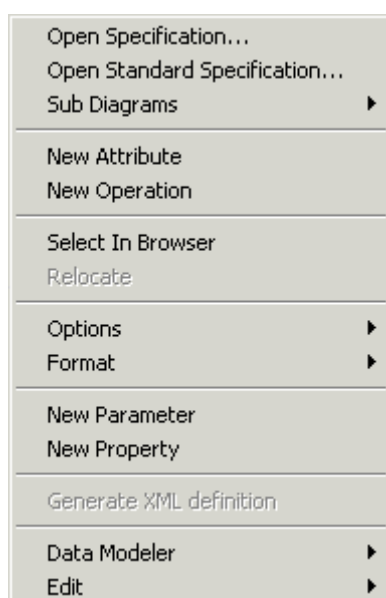 Open Specification...
Open Standard Specification...
Sub Diagrams
New Attribute
New Operation
Select In Browser
Relocate
Options
Format
New Parameter
New Property
Generate XML definition
Data Modeler
Edit